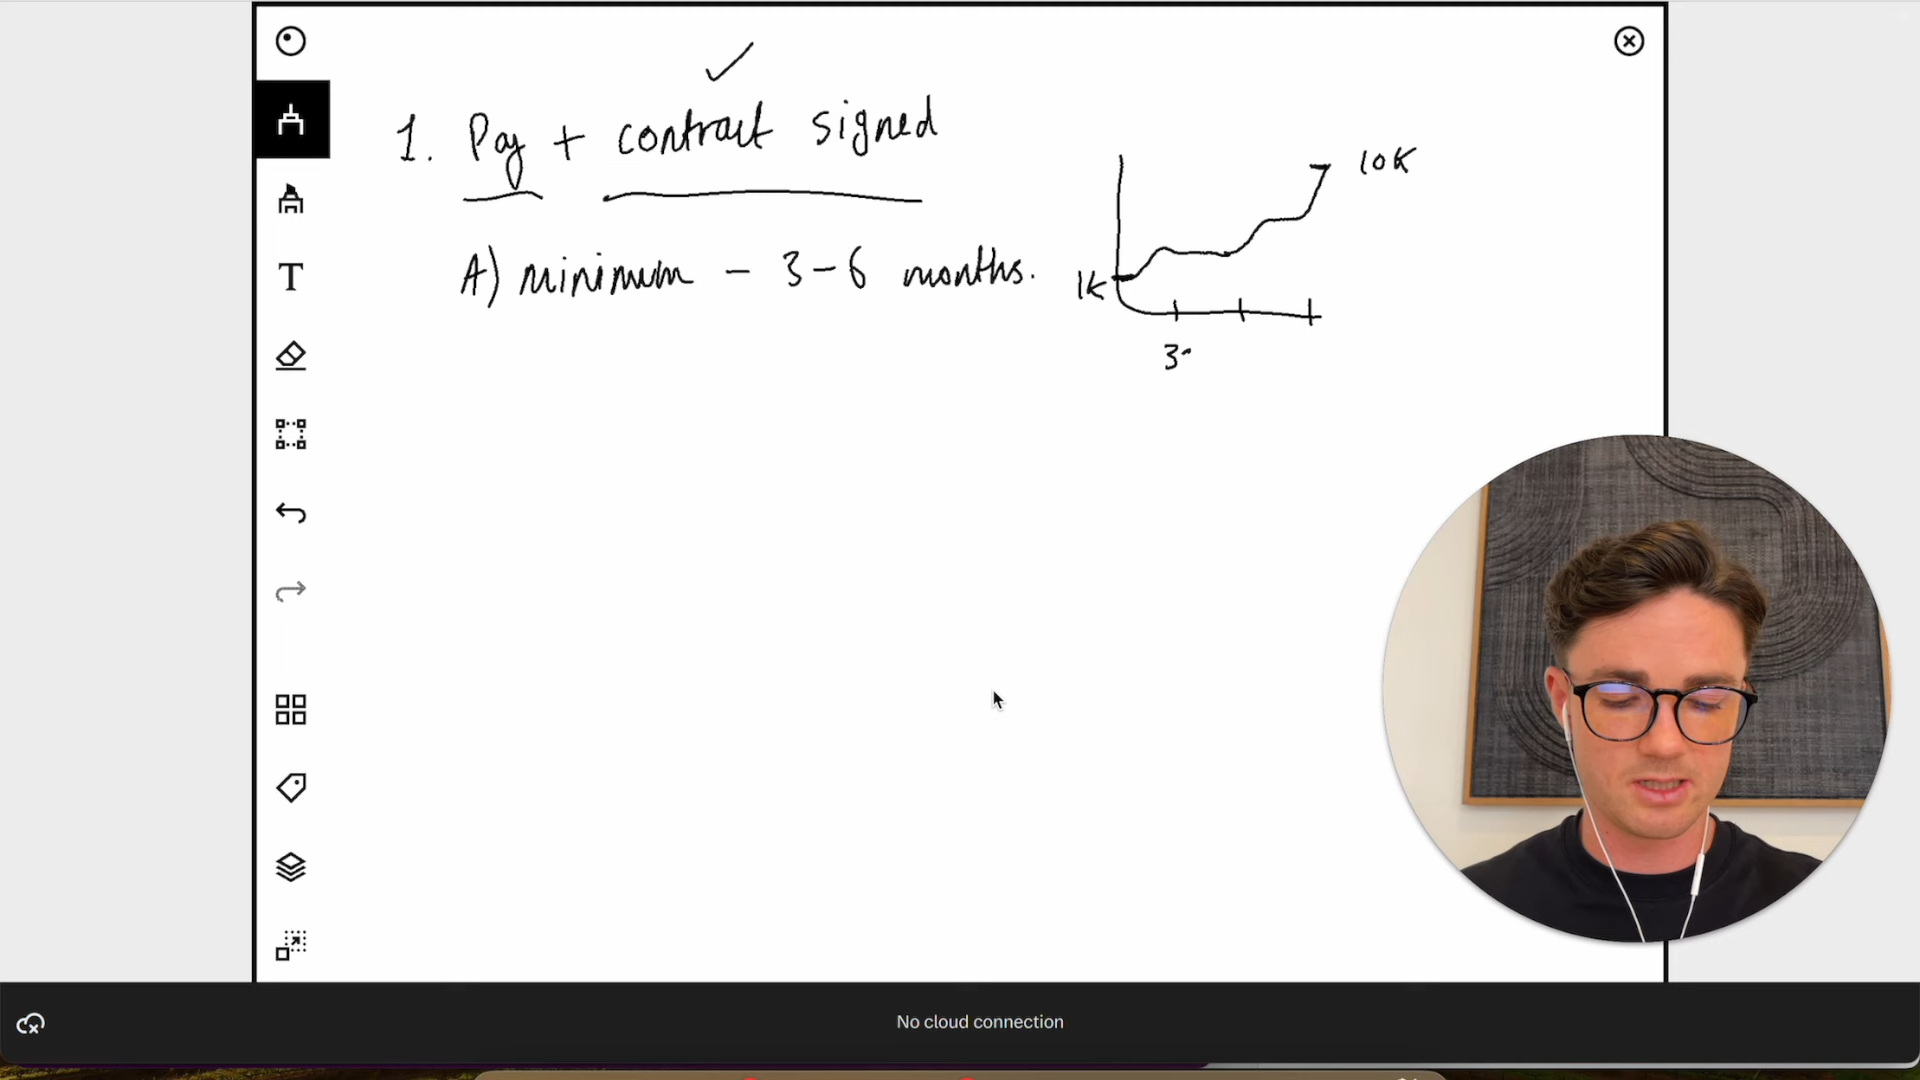 1. Pay + contract signed
10K
A) minimum - 3-6 months.
1K
3
No cloud connection